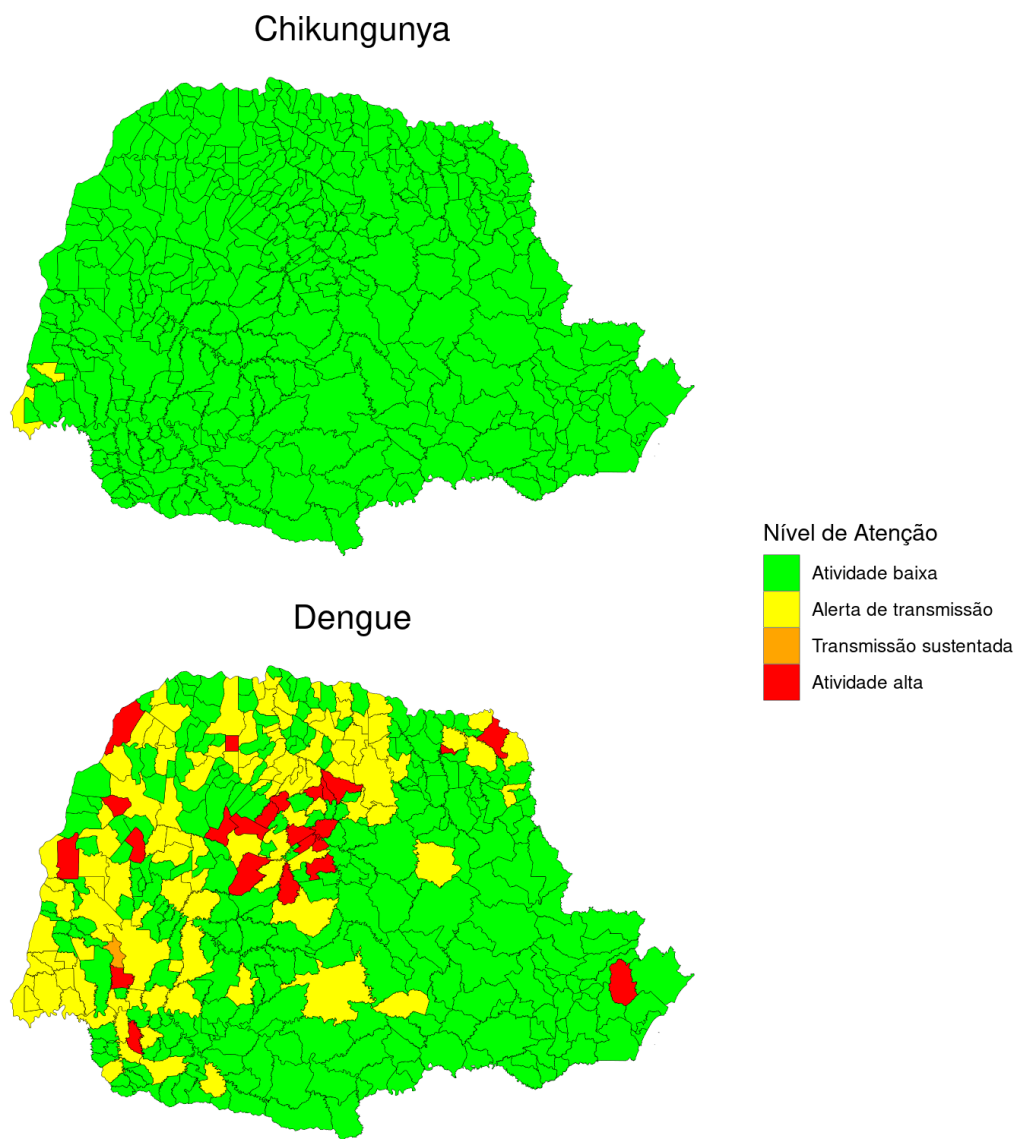 Chikungunya
Nível de Atenção
Atividade baixa
Alerta de transmissão
Transmissão sustentada
Atividade alta
Dengue